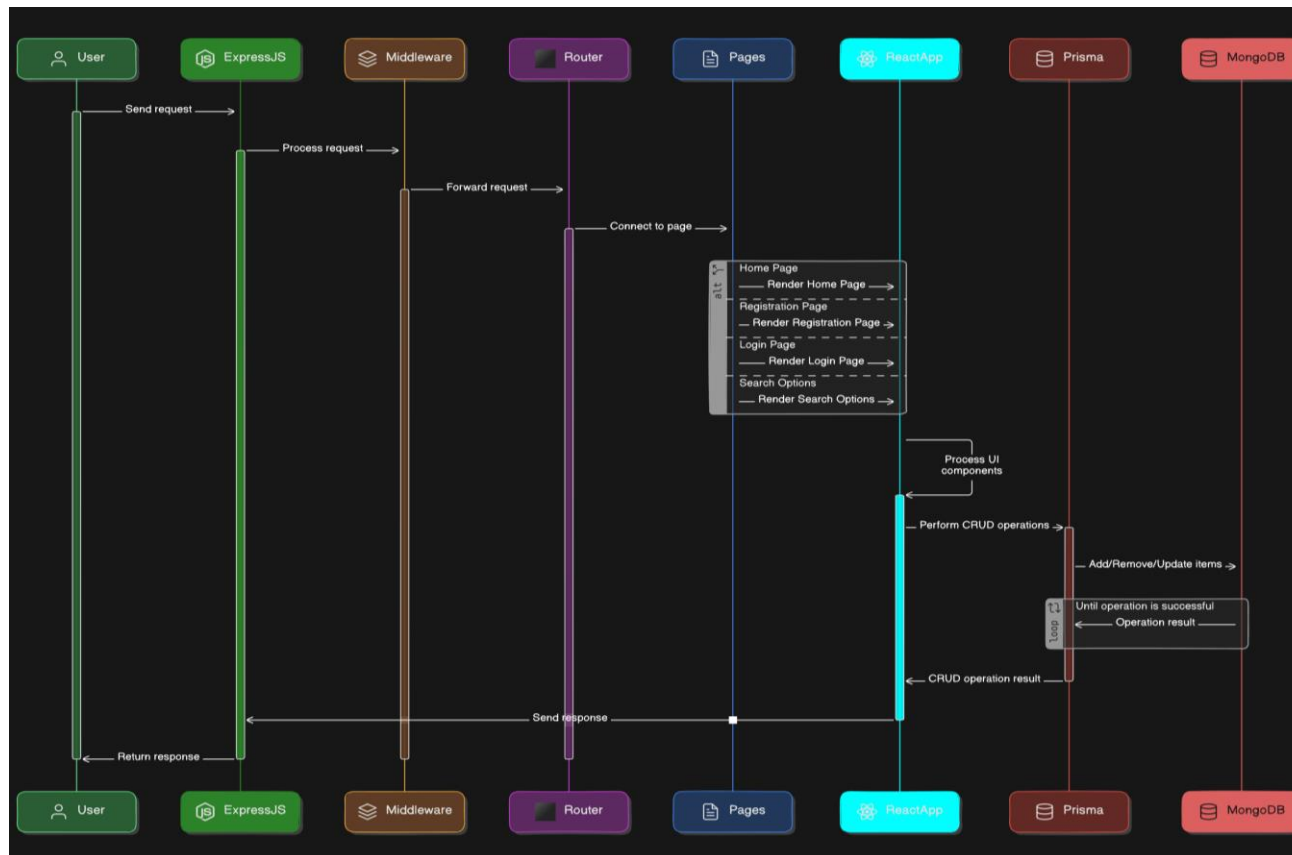 User
ExpressJS
Middleware
Router
Pages
ReactApp
Prisma
MongoDB
Send request
Process request
Forward request
Connect to page
alt
Home Page
Render Home Page
Registration Page
Render Registration Page
Login Page
Render Login Page
Search Options
Render Search Options
Process UI
components
Perform CRUD operations
Add/Remove/Update items
loop
Until operation is successful
Operation result
CRUD operation result
Send response
Return response
User
ExpressJS
Middleware
Router
Pages
ReactApp
Prisma
MongoDB